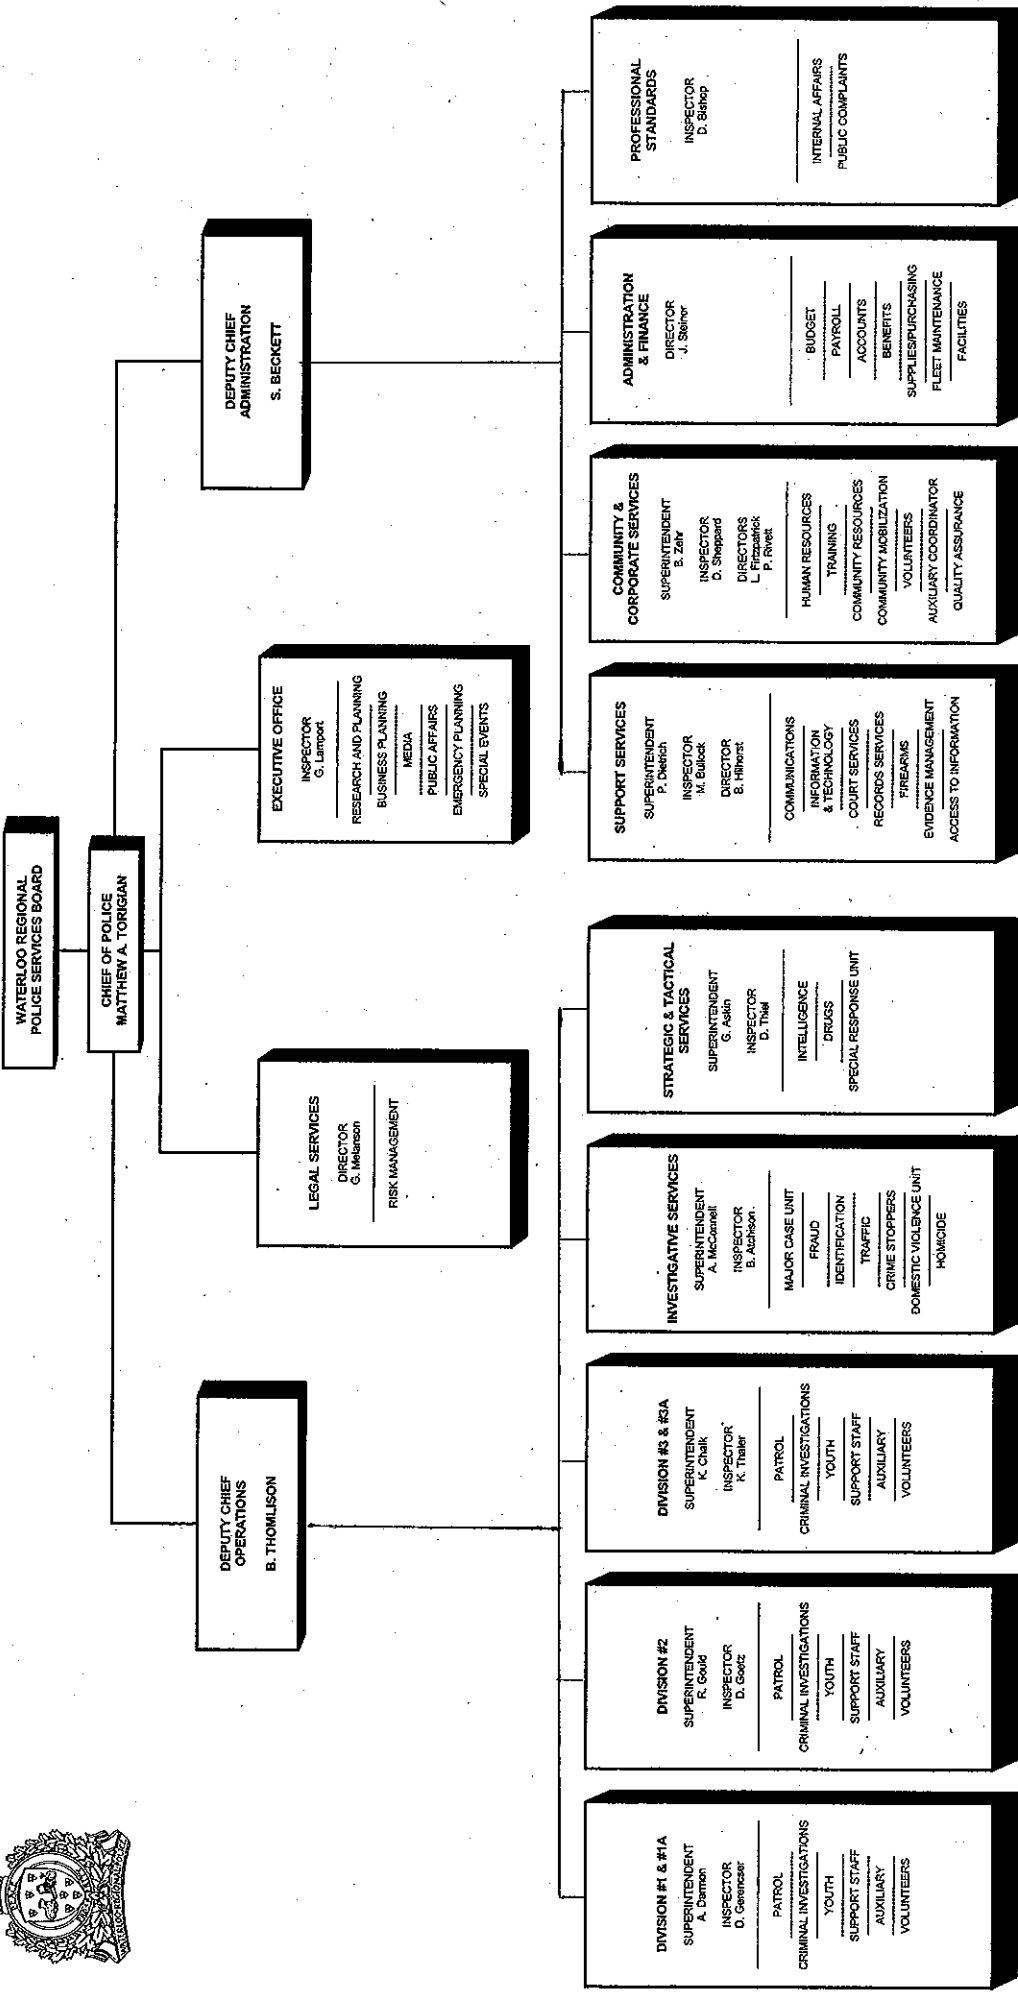 WATERLOO REGIONAL
POLICE SERVICES BOARD
CHIEF OF POLICE
MATTHEW A. TORIGIAN
DEPUTY CHIEF
OPERATIONS
B. THOMLISON
LEGAL SERVICES
DIRECTOR
G. Melanson
RISK MANAGEMENT
EXECUTIVE OFFICE
INSPECTOR
G. Lamport
RESEARCH AND PLANNING
BUSINESS PLANNING
MEDIA
PUBLIC AFFAIRS
EMERGENCY PLANNING
SPECIAL EVENTS
DEPUTY CHIEF
ADMINISTRATION
S. BECKETT
DIVISION #1 & #1A
SUPERINTENDENT
A. Darmon
INSPECTOR
D. Gerencser
PATROL
CRIMINAL INVESTIGATIONS
YOUTH
SUPPORT STAFF
AUXILIARY
VOLUNTEERS
DIVISION #2
SUPERINTENDENT
R. Gould
INSPECTOR
D. Goetz
PATROL
CRIMINAL INVESTIGATIONS
YOUTH
SUPPORT STAFF
AUXILIARY
VOLUNTEERS
DIVISION #3 & #3A
SUPERINTENDENT
K. Chalk
INSPECTOR
K. Thaler
PATROL
CRIMINAL INVESTIGATIONS
YOUTH
SUPPORT STAFF
AUXILIARY
VOLUNTEERS
INVESTIGATIVE SERVICES
SUPERINTENDENT
A. McConnell
INSPECTOR
B. Atchison
MAJOR CASE UNIT
FRAUD
IDENTIFICATION
TRAFFIC
CRIME STOPPERS
DOMESTIC VIOLENCE UNIT
HOMICIDE
STRATEGIC & TACTICAL
SERVICES
SUPERINTENDENT
G. Askin
INSPECTOR
D. Thiel
INTELLIGENCE
DRUGS
SPECIAL RESPONSE UNIT
SUPPORT SERVICES
SUPERINTENDENT
P. Dietrich
INSPECTOR
M. Bullock
DIRECTOR
B. Hilhorst
COMMUNICATIONS
INFORMATION
& TECHNOLOGY
COURT SERVICES
RECORDS SERVICES
FIREARMS
EVIDENCE MANAGEMENT
ACCESS TO INFORMATION
COMMUNITY &
CORPORATE SERVICES
SUPERINTENDENT
B. Zehr
INSPECTOR
D. Sheppard
DIRECTORS
L. Firtzpatrick
P. Rivett
HUMAN RESOURCES
TRAINING
COMMUNITY RESOURCES
COMMUNITY MOBILIZATION
VOLUNTEERS
AUXILIARY COORDINATOR
QUALITY ASSURANCE
ADMINISTRATION
& FINANCE
DIRECTOR
J. Steiner
BUDGET
PAYROLL
ACCOUNTS
BENEFITS
SUPPLIES/PURCHASING
FLEET MAINTENANCE
FACILITIES
PROFESSIONAL
STANDARDS
INSPECTOR
D. Bishop
INTERNAL AFFAIRS
PUBLIC COMPLAINTS